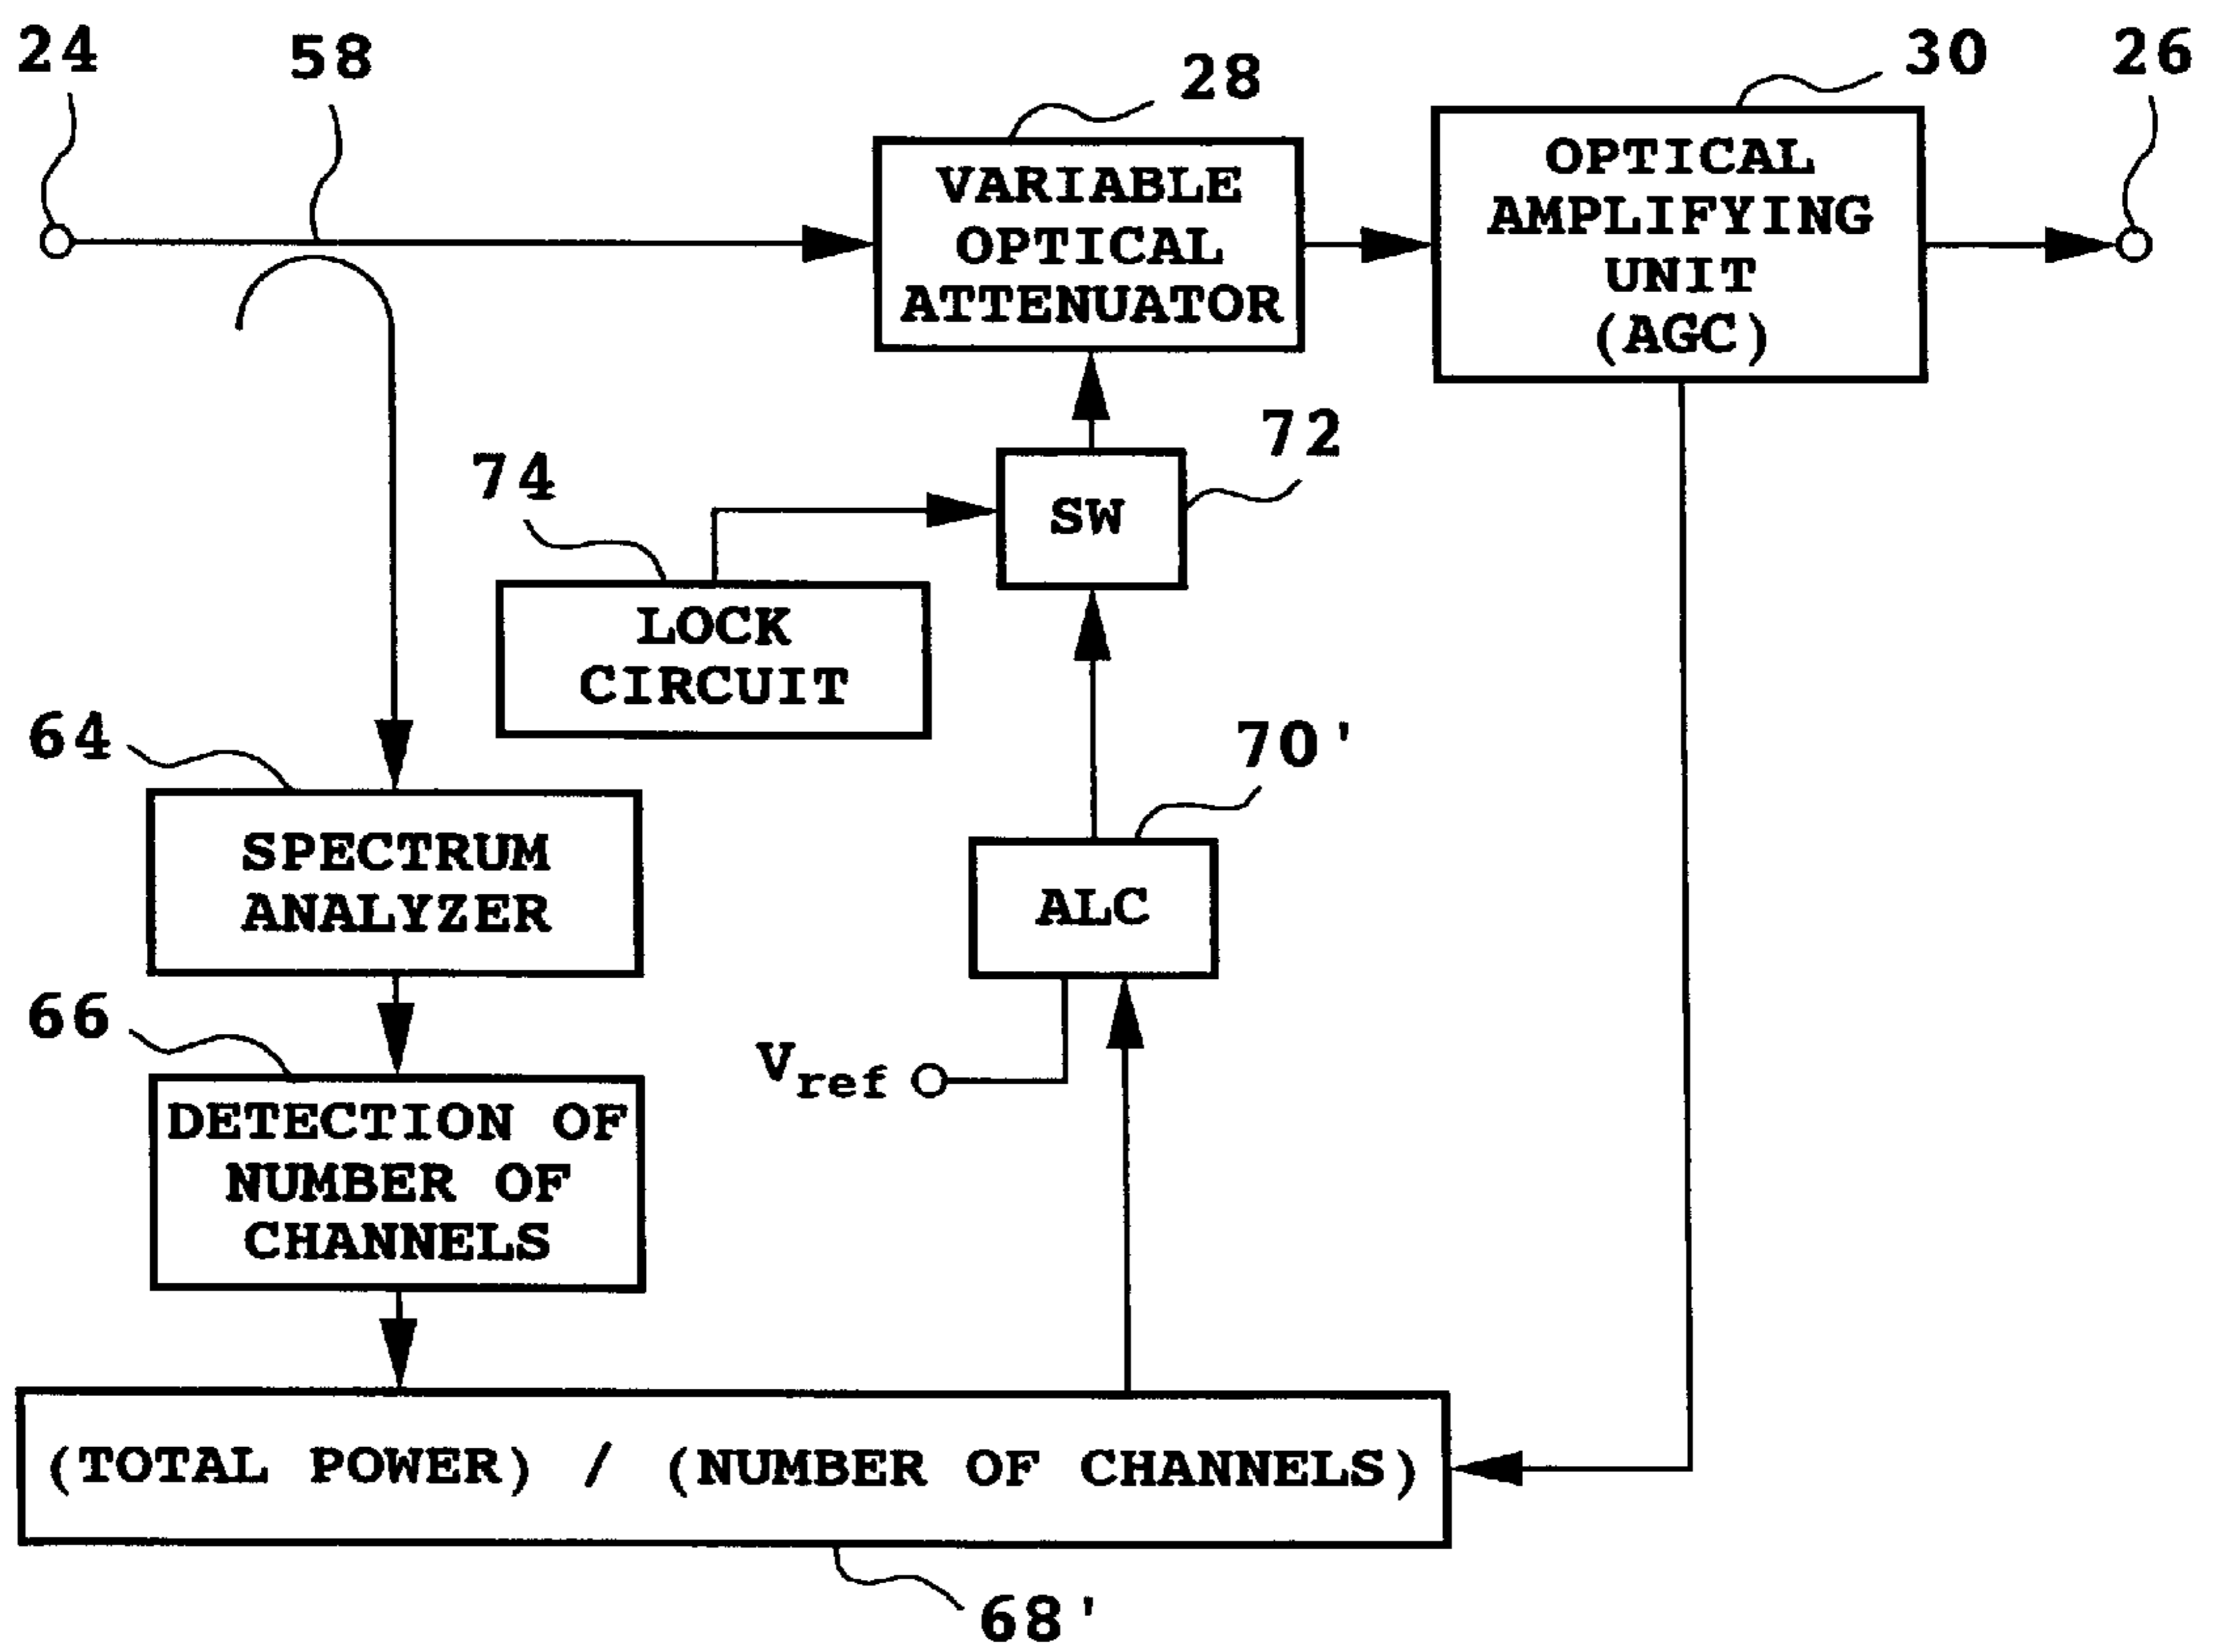 24
58
28
30
26
VARIABLE
OPTICAL
ATTENUATOR
OPTICAL
AMPLIFYING
UNIT
(AGC)
72
SW
74
LOCK
CIRCUIT
64
SPECTRUM
ANALYZER
70'
ALC
66
DETECTION OF
NUMBER OF
CHANNELS
Vref
(TOTAL POWER) / (NUMBER OF CHANNELS)
68'